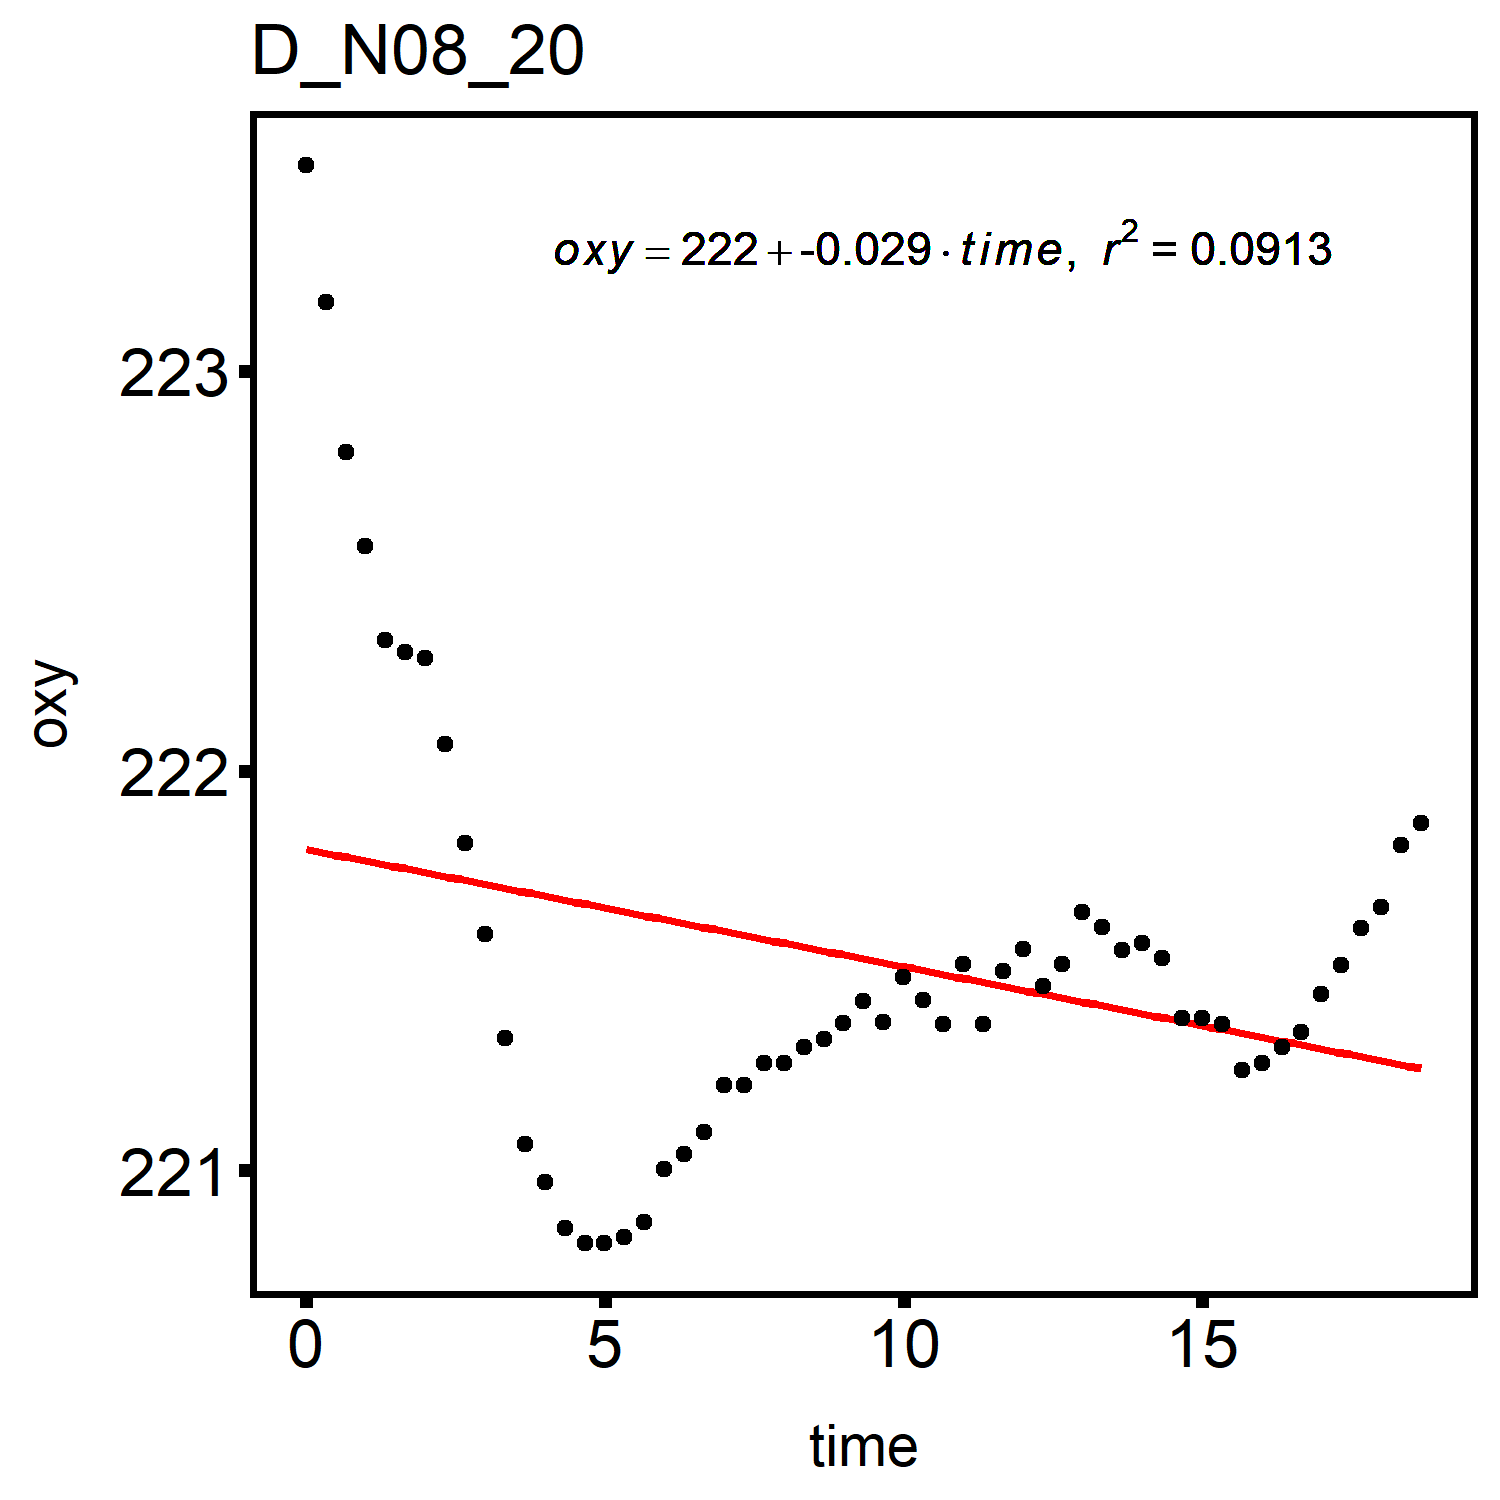 D_N08_20
oxy = 222 + -0.029 · time, r² = 0.0913
223
222
221
oxy
0 5 10 15
time